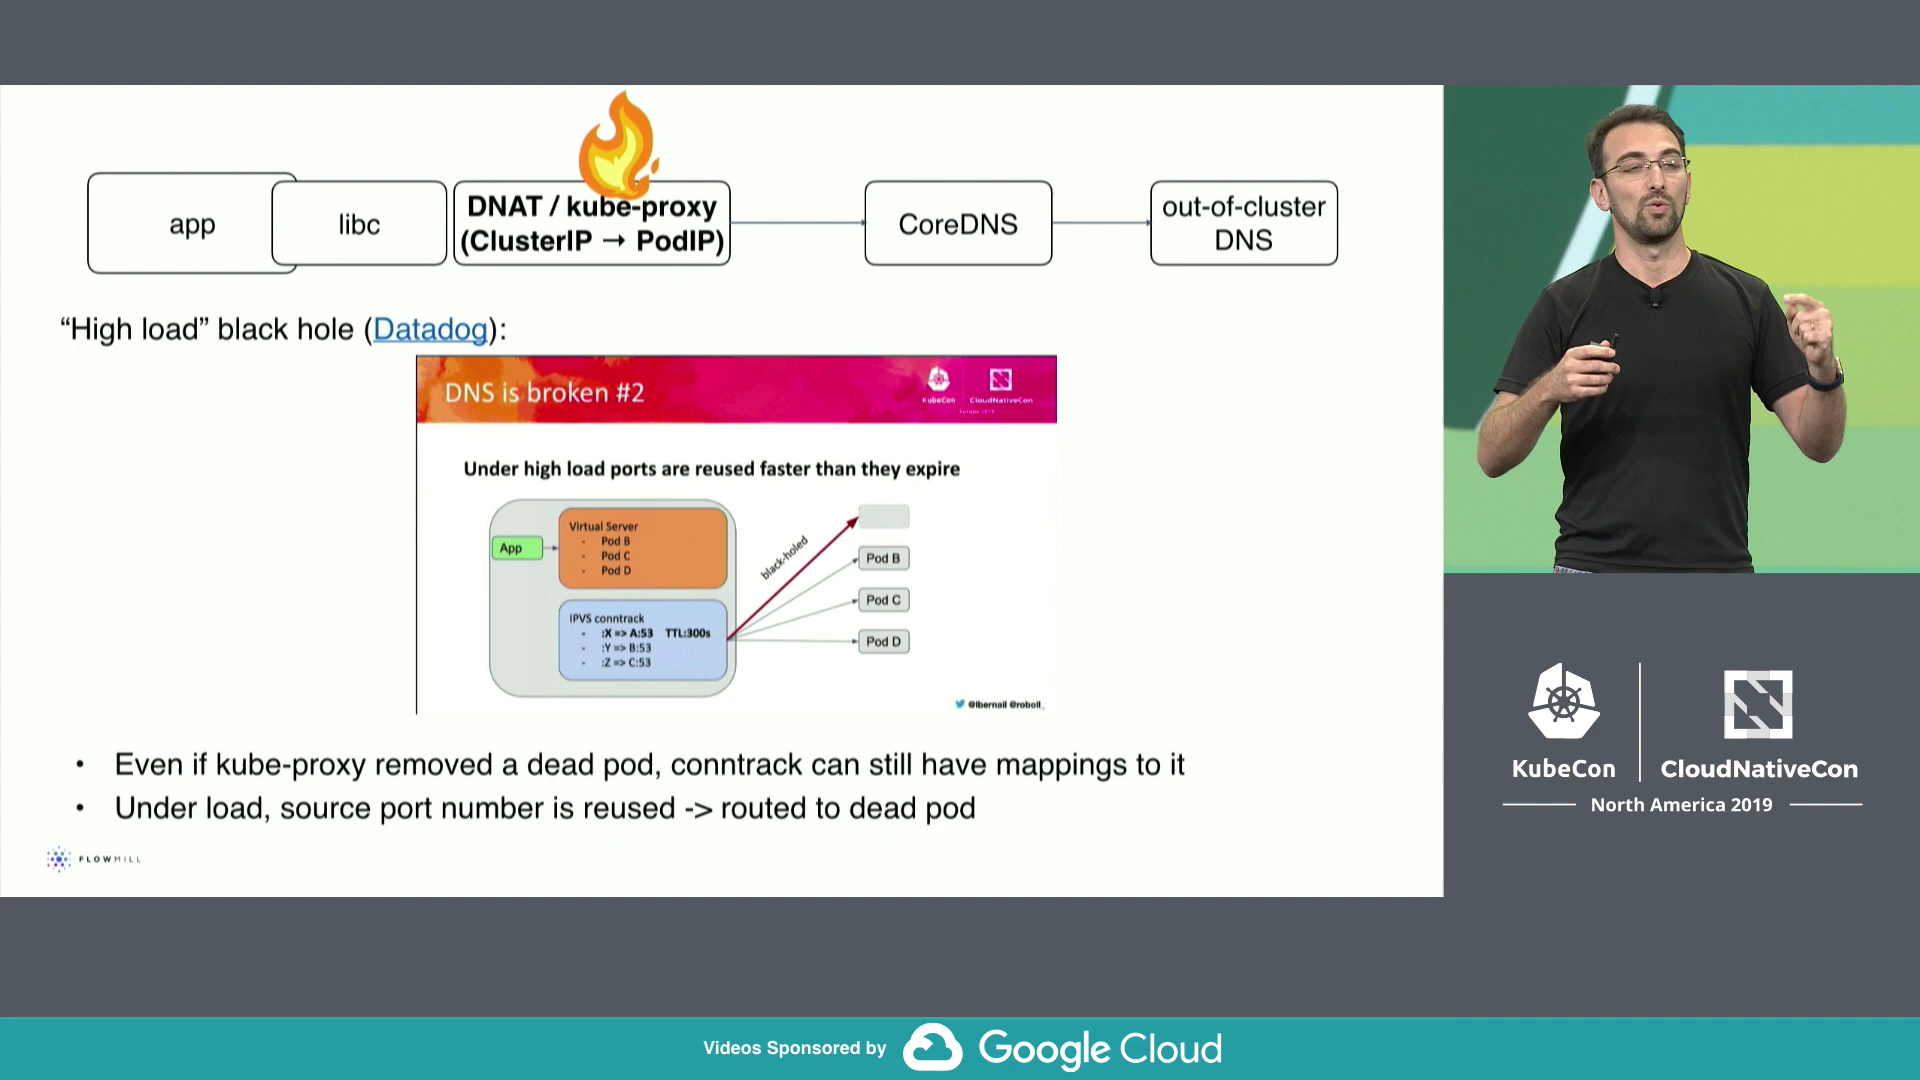 app
libc
DNAT / kube-proxy
(ClusterIP → PodIP)
CoreDNS
out-of-cluster
DNS
“High load” black hole (Datadog):
DNS is broken #2
KubeCon
CloudNativeCon
Europe 2019
Under high load ports are reused faster than they expire
App
Virtual Server
- Pod B
- Pod C
- Pod D
IPVS conntrack
- :X => A:53 TTL:300s
- :Y => B:53
- :Z => C:53
black-holed
Pod B
Pod C
Pod D
@lbernail @roboll_
• Even if kube-proxy removed a dead pod, conntrack can still have mappings to it
• Under load, source port number is reused -> routed to dead pod
FLOWMILL
KubeCon
CloudNativeCon
North America 2019
Videos Sponsored by
Google Cloud